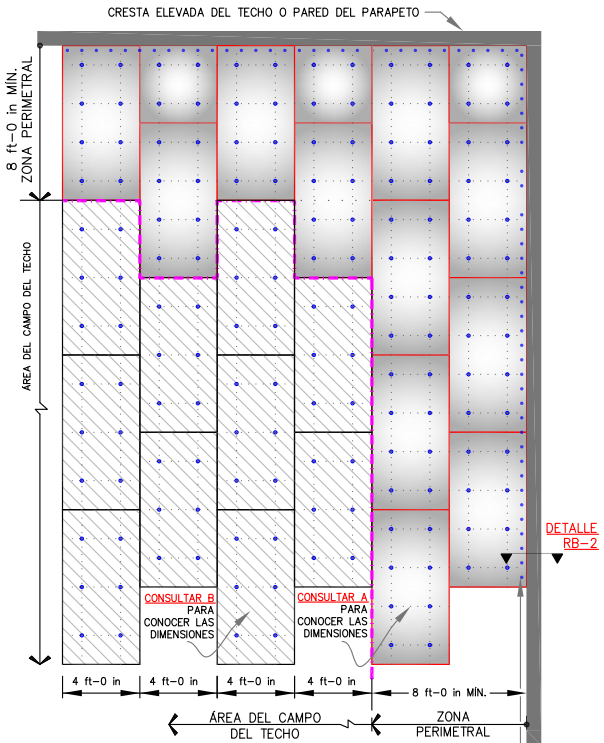 CRESTA ELEVADA DEL TECHO O PARED DEL PARAPETO
8 ft-0 in MÍN.
ZONA PERIMETRAL
ÁREA DEL CAMPO DEL TECHO
DETALLE
RB-2
CONSULTAR B
PARA
CONOCER LAS
DIMENSIONES
CONSULTAR A
PARA
CONOCER LAS
DIMENSIONES
4 ft-0 in
4 ft-0 in
4 ft-0 in
4 ft-0 in
8 ft-0 in MÍN.
ÁREA DEL CAMPO
DEL TECHO
ZONA
PERIMETRAL